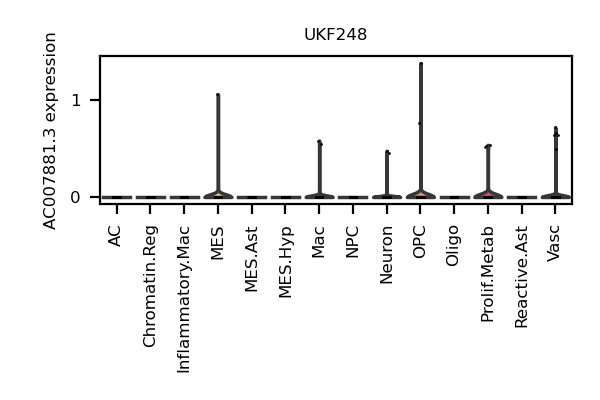 UKF248
AC007881.3 expression
1
0
AC
Chromatin.Reg
Inflammatory.Mac
MES
MES.Ast
MES.Hyp
Mac
NPC
Neuron
OPC
Oligo
Prolif.Metab
Reactive.Ast
Vasc